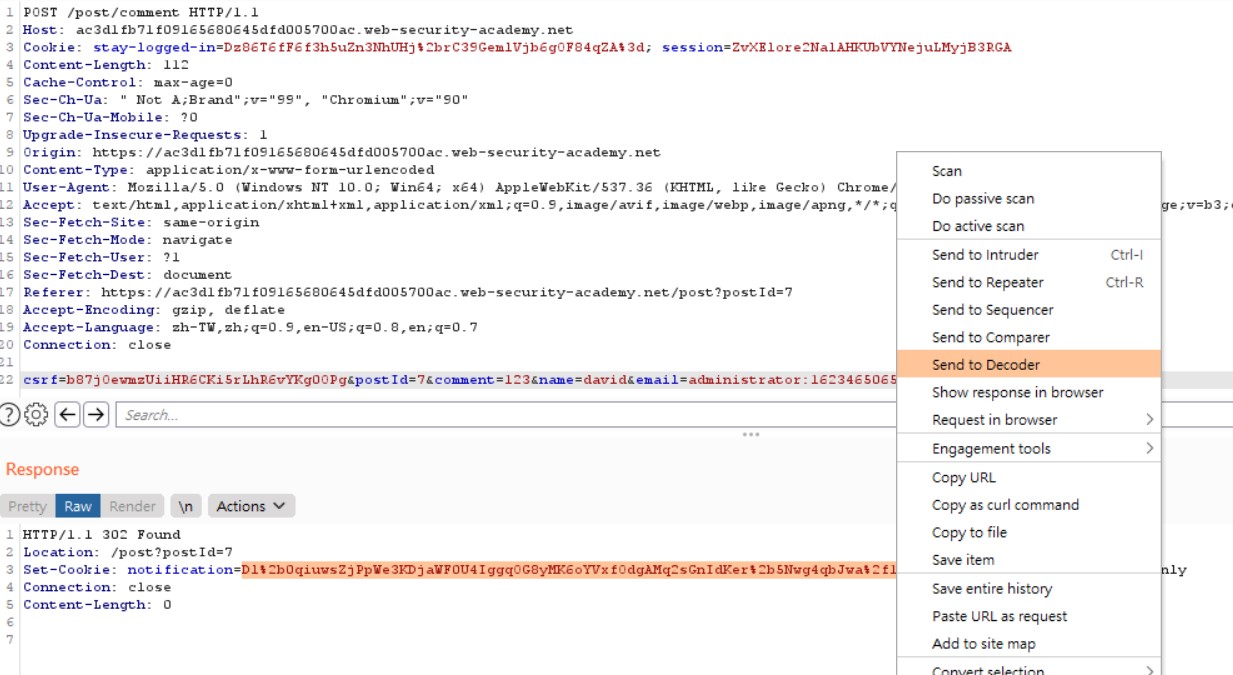 1 POST /post/comment HTTP/1.1
2 Host: ac3d1fb71f09165680645dfd005700ac.web-security-academy.net
3 Cookie: stay-logged-in=Dz86T6fF6f3h5uZn3NhUHj%2brC39GemlVjb6g0F84qZA%3d; session=ZvXElore2NalAHKUbVYNejuLMyjB3RGA
4 Content-Length: 112
5 Cache-Control: max-age=0
6 Sec-Ch-Ua: " Not A;Brand";v="99", "Chromium";v="90"
7 Sec-Ch-Ua-Mobile: ?0
8 Upgrade-Insecure-Requests: 1
9 Origin: https://ac3d1fb71f09165680645dfd005700ac.web-security-academy.net
10 Content-Type: application/x-www-form-urlencoded
11 User-Agent: Mozilla/5.0 (Windows NT 10.0; Win64; x64) AppleWebKit/537.36 (KHTML, like Gecko) Chrome/
12 Accept: text/html,application/xhtml+xml,application/xml;q=0.9,image/avif,image/webp,image/apng,*/*;q ge;v=b3;
13 Sec-Fetch-Site: same-origin
14 Sec-Fetch-Mode: navigate
15 Sec-Fetch-User: ?1
16 Sec-Fetch-Dest: document
17 Referer: https://ac3d1fb71f09165680645dfd005700ac.web-security-academy.net/post?postId=7
18 Accept-Encoding: gzip, deflate
19 Accept-Language: zh-TW,zh;q=0.9,en-US;q=0.8,en;q=0.7
20 Connection: close
21
22 csrf=b87j0ewmzUiiHR6CKi5rLhR6vYKg0OPg&postId=7&comment=123&name=david&email=administrator:1623465065
Search...
Response
Pretty Raw Render \n Actions
1 HTTP/1.1 302 Found
2 Location: /post?postId=7
3 Set-Cookie: notification=Dl%2b0qiuwsZjPpWe3KDjaWF0U4Iggq0G8yMK6oYVxf0dgAMq2sGnIdKer%2b5Nwg4qbJwa%2fl nly
4 Connection: close
5 Content-Length: 0
6
7
Scan
Do passive scan
Do active scan
Send to Intruder Ctrl-I
Send to Repeater Ctrl-R
Send to Sequencer
Send to Comparer
Send to Decoder
Show response in browser
Request in browser
Engagement tools
Copy URL
Copy as curl command
Copy to file
Save item
Save entire history
Paste URL as request
Add to site map
Convert selection